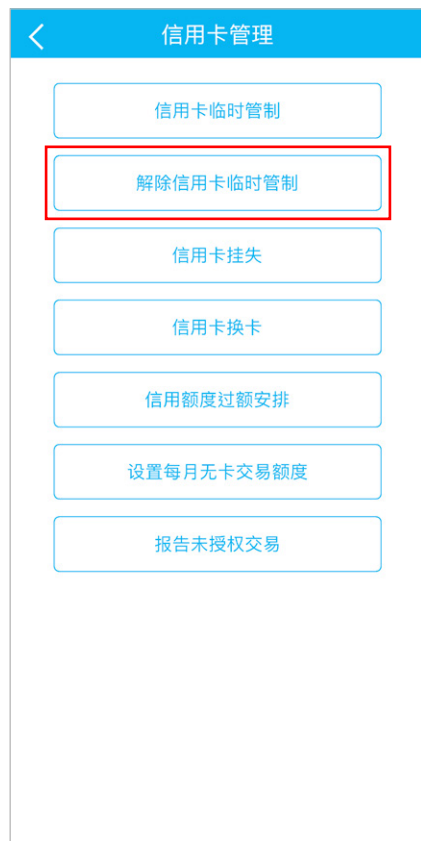 信用卡管理
信用卡临时管制
解除信用卡临时管制
信用卡挂失
信用卡换卡
信用额度过额安排
设置每月无卡交易额度
报告未授权交易